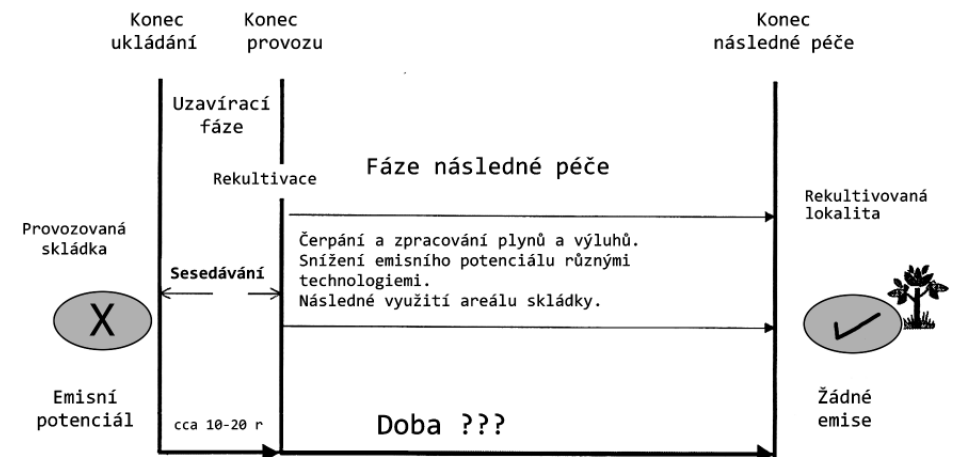 Konec
ukládání
Konec
provozu
Konec
následné péče
Uzavírací
fáze
Rekultivace
Fáze následné péče
Rekultivovaná
lokalita
Provozovaná
skládka
Čerpání a zpracování plynů a výluhů.
Snížení emisního potenciálu různými
technologiemi.
Následné využití areálu skládky.
Sesedávání
X
Emisní
potenciál
cca 10-20 r
Doba ???
Žádné
emise